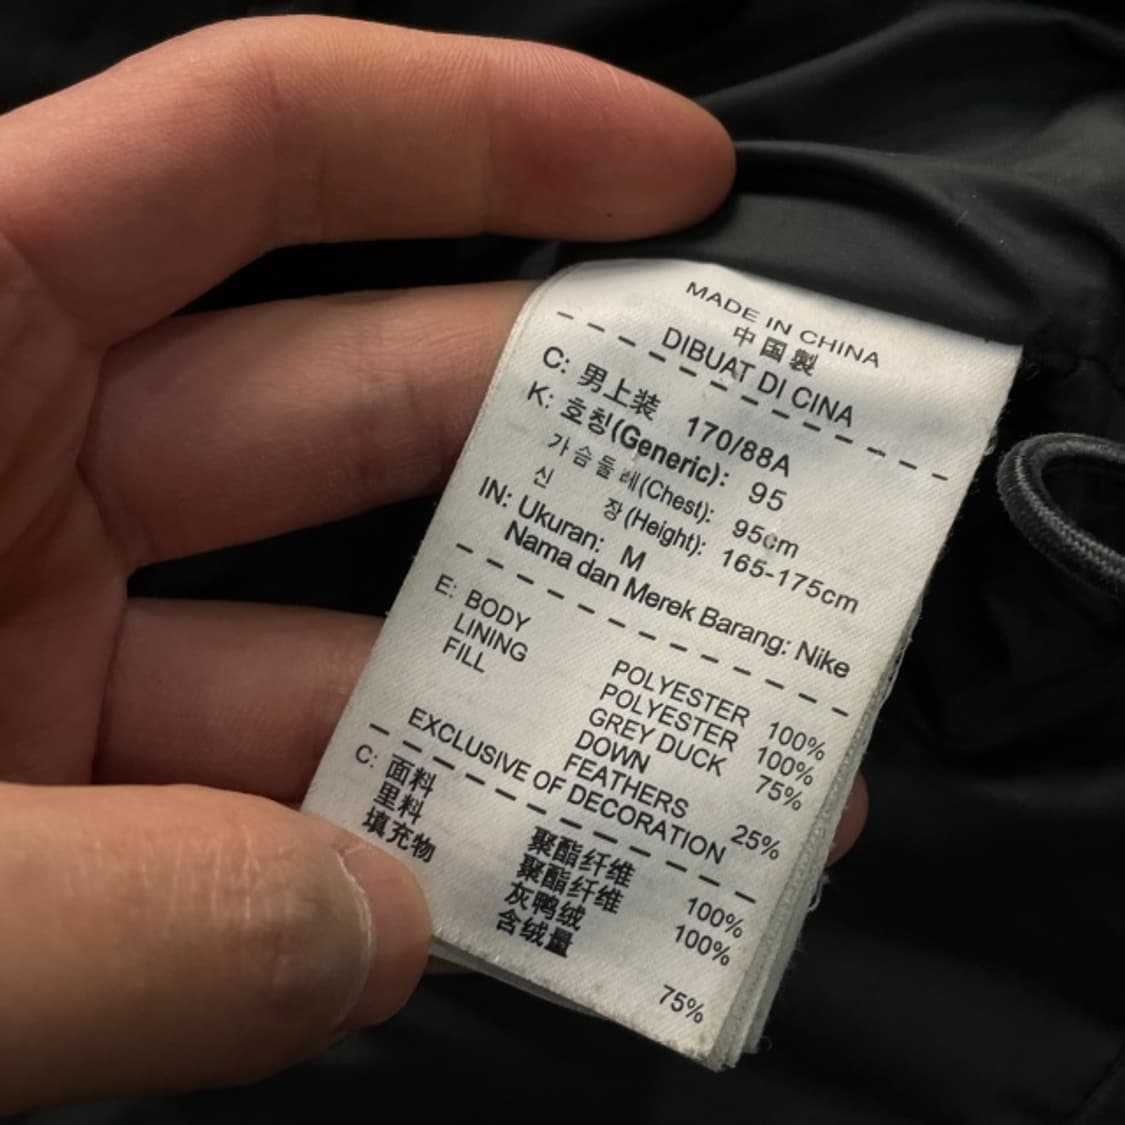 MADE IN CHINA
中国製
DIBUAT DI CINA
C: 男上装 170/88A
K: 호칭(Generic): 95
가슴둘레(Chest): 95cm
신 장(Height): 165-175cm
IN: Ukuran: M
Nama dan Merek Barang: Nike
E: BODY POLYESTER 100%
LINING POLYESTER 100%
FILL GREY DUCK 75%
DOWN
FEATHERS 25%
EXCLUSIVE OF DECORATION
C: 面料 聚酯纤维 100%
里料 聚酯纤维 100%
填充物 灰鸭绒
含绒量 75%